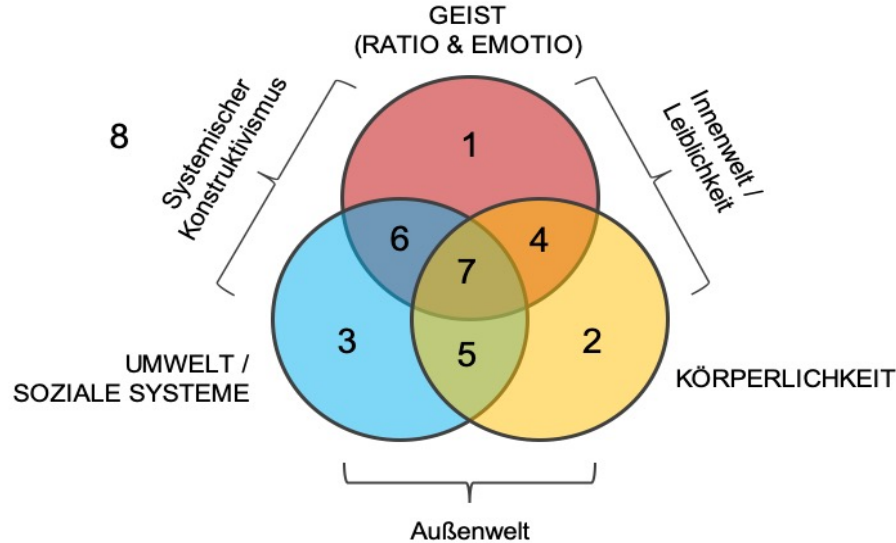 GEIST
(RATIO & EMOTIO)
Systemischer
Konstruktivismus
Innenwelt /
Leiblichkeit
8
1
6
4
7
3
5
2
UMWELT /
SOZIALE SYSTEME
KÖRPERLICHKEIT
Außenwelt